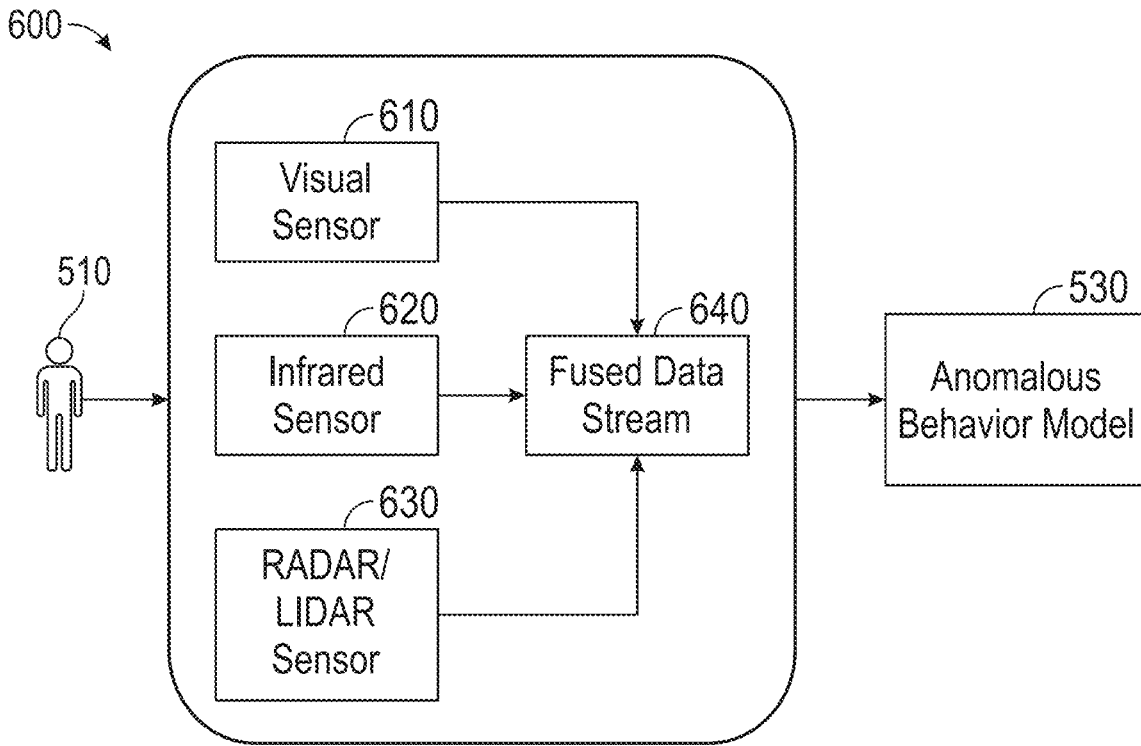 600
610
Visual
Sensor
510
620
Infrared
Sensor
640
Fused Data
Stream
530
Anomalous
Behavior Model
630
RADAR/
LIDAR
Sensor